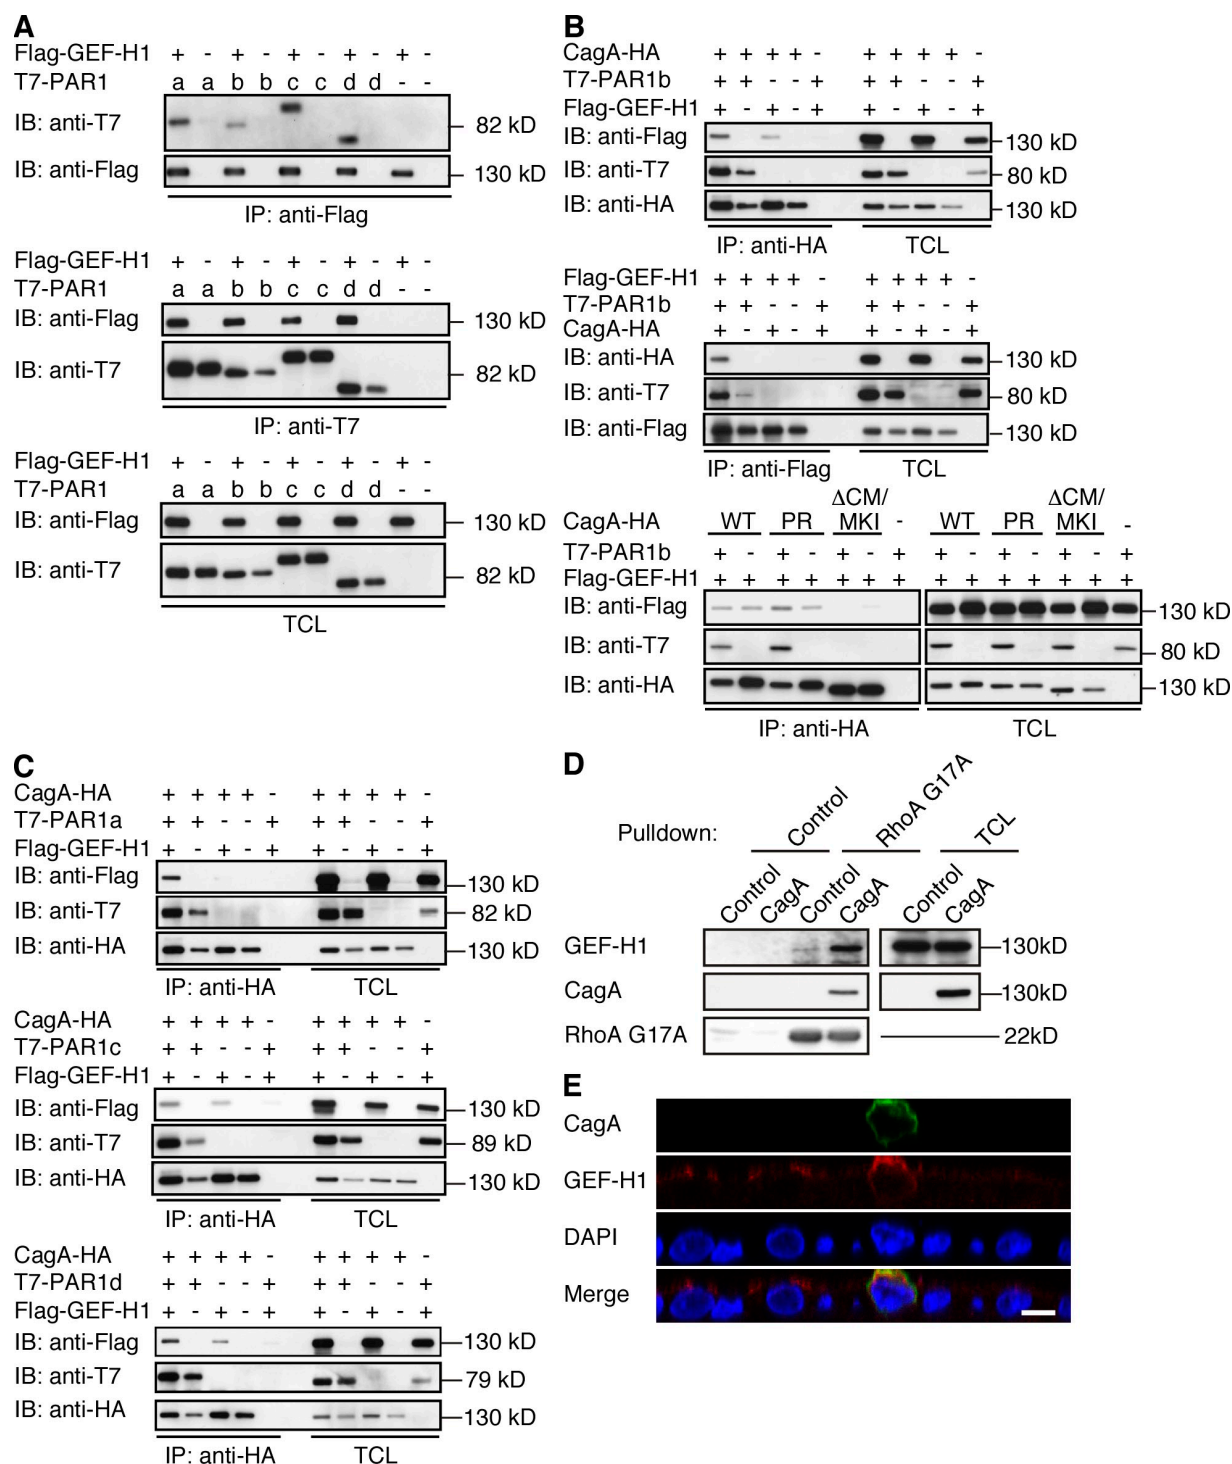 A
Flag-GEF-H1 + - + - + - + - + -
T7-PAR1 a a b b c c d d - -
IB: anti-T7 82 kD
IB: anti-Flag 130 kD
IP: anti-Flag
Flag-GEF-H1 + - + - + - + - + -
T7-PAR1 a a b b c c d d - -
IB: anti-Flag 130 kD
IB: anti-T7 82 kD
IP: anti-T7
Flag-GEF-H1 + - + - + - + - + -
T7-PAR1 a a b b c c d d - -
IB: anti-Flag 130 kD
IB: anti-T7 82 kD
TCL
B
CagA-HA + + + + - + + + + -
T7-PAR1b + + - - + + + - - +
Flag-GEF-H1 + - + - + + - + - +
IB: anti-Flag 130 kD
IB: anti-T7 80 kD
IB: anti-HA 130 kD
IP: anti-HA TCL
Flag-GEF-H1 + + + + - + + + + -
T7-PAR1b + + - - + + + - - +
CagA-HA + - + - + + - + - +
IB: anti-HA 130 kD
IB: anti-T7 80 kD
IB: anti-Flag 130 kD
IP: anti-Flag TCL
ΔCM/ ΔCM/
CagA-HA WT PR MKI - WT PR MKI -
T7-PAR1b + - + - + - + + - + - + - +
Flag-GEF-H1 + + + + + + + + + + + + + +
IB: anti-Flag 130 kD
IB: anti-T7 80 kD
IB: anti-HA 130 kD
IP: anti-HA TCL
C
CagA-HA + + + + - + + + + -
T7-PAR1a + + - - + + + - - +
Flag-GEF-H1 + - + - + + - + - +
IB: anti-Flag 130 kD
IB: anti-T7 82 kD
IB: anti-HA 130 kD
IP: anti-HA TCL
CagA-HA + + + + - + + + + -
T7-PAR1c + + - - + + + - - +
Flag-GEF-H1 + - + - + + - + - +
IB: anti-Flag 130 kD
IB: anti-T7 89 kD
IB: anti-HA 130 kD
IP: anti-HA TCL
CagA-HA + + + + - + + + + -
T7-PAR1d + + - - + + + - - +
Flag-GEF-H1 + - + - + + - + - +
IB: anti-Flag 130 kD
IB: anti-T7 79 kD
IB: anti-HA 130 kD
IP: anti-HA TCL
D
Pulldown: Control RhoA G17A TCL
Control CagA Control CagA Control CagA
GEF-H1 130kD
CagA 130kD
RhoA G17A 22kD
E
CagA
GEF-H1
DAPI
Merge